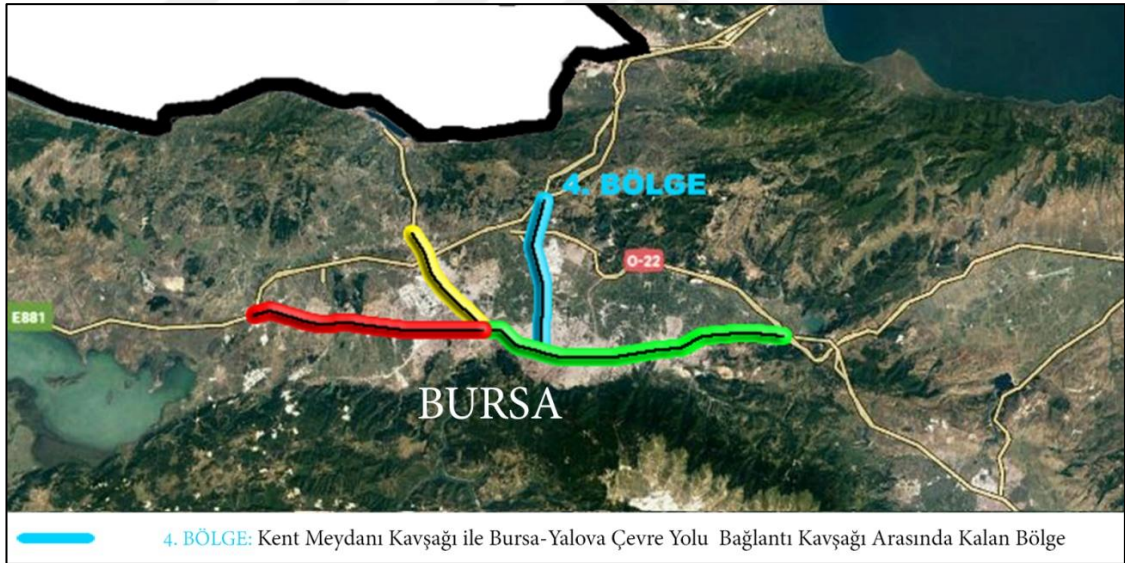 4. BÖLGE
O-22
E881
BURSA
4. BÖLGE: Kent Meydanı Kavşağı ile Bursa-Yalova Çevre Yolu Bağlantı Kavşağı Arasında Kalan Bölge